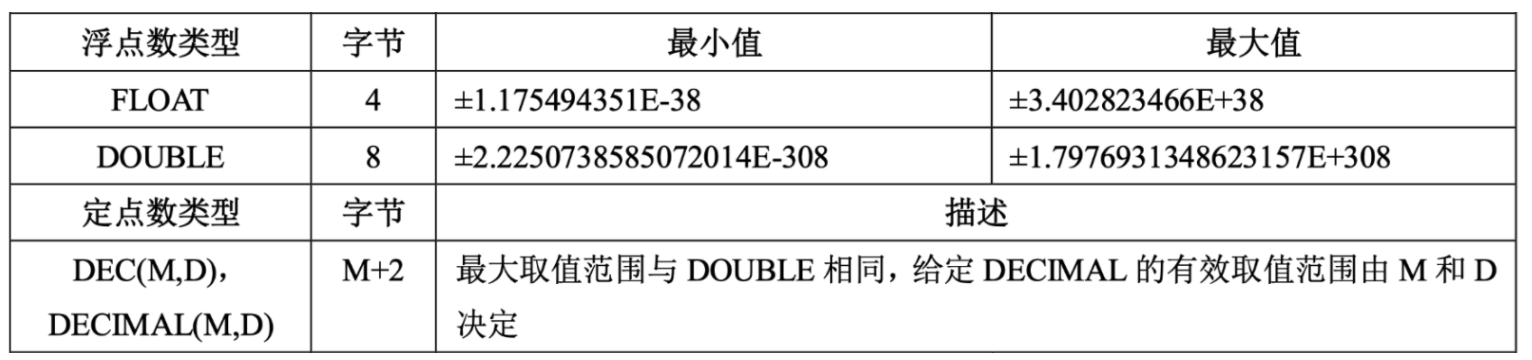 浮点数类型 字节 最小值 最大值
FLOAT 4 ±1.175494351E-38 ±3.402823466E+38
DOUBLE 8 ±2.2250738585072014E-308 ±1.7976931348623157E+308
定点数类型 字节 描述
DEC(M,D), M+2 最大取值范围与 DOUBLE 相同，给定 DECIMAL 的有效取值范围由 M 和 D
DECIMAL(M,D) 决定